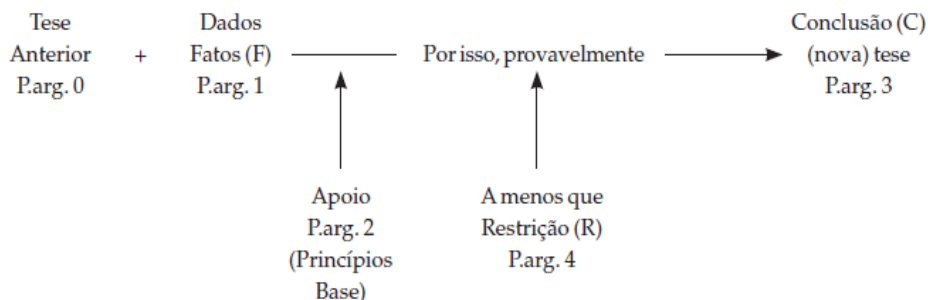 Tese
Anterior
P.arg. 0
+
Dados
Fatos (F)
P.arg. 1
Por isso, provavelmente
Conclusão (C)
(nova) tese
P.arg. 3
Apoio
P.arg. 2
(Princípios
Base)
A menos que
Restrição (R)
P.arg. 4